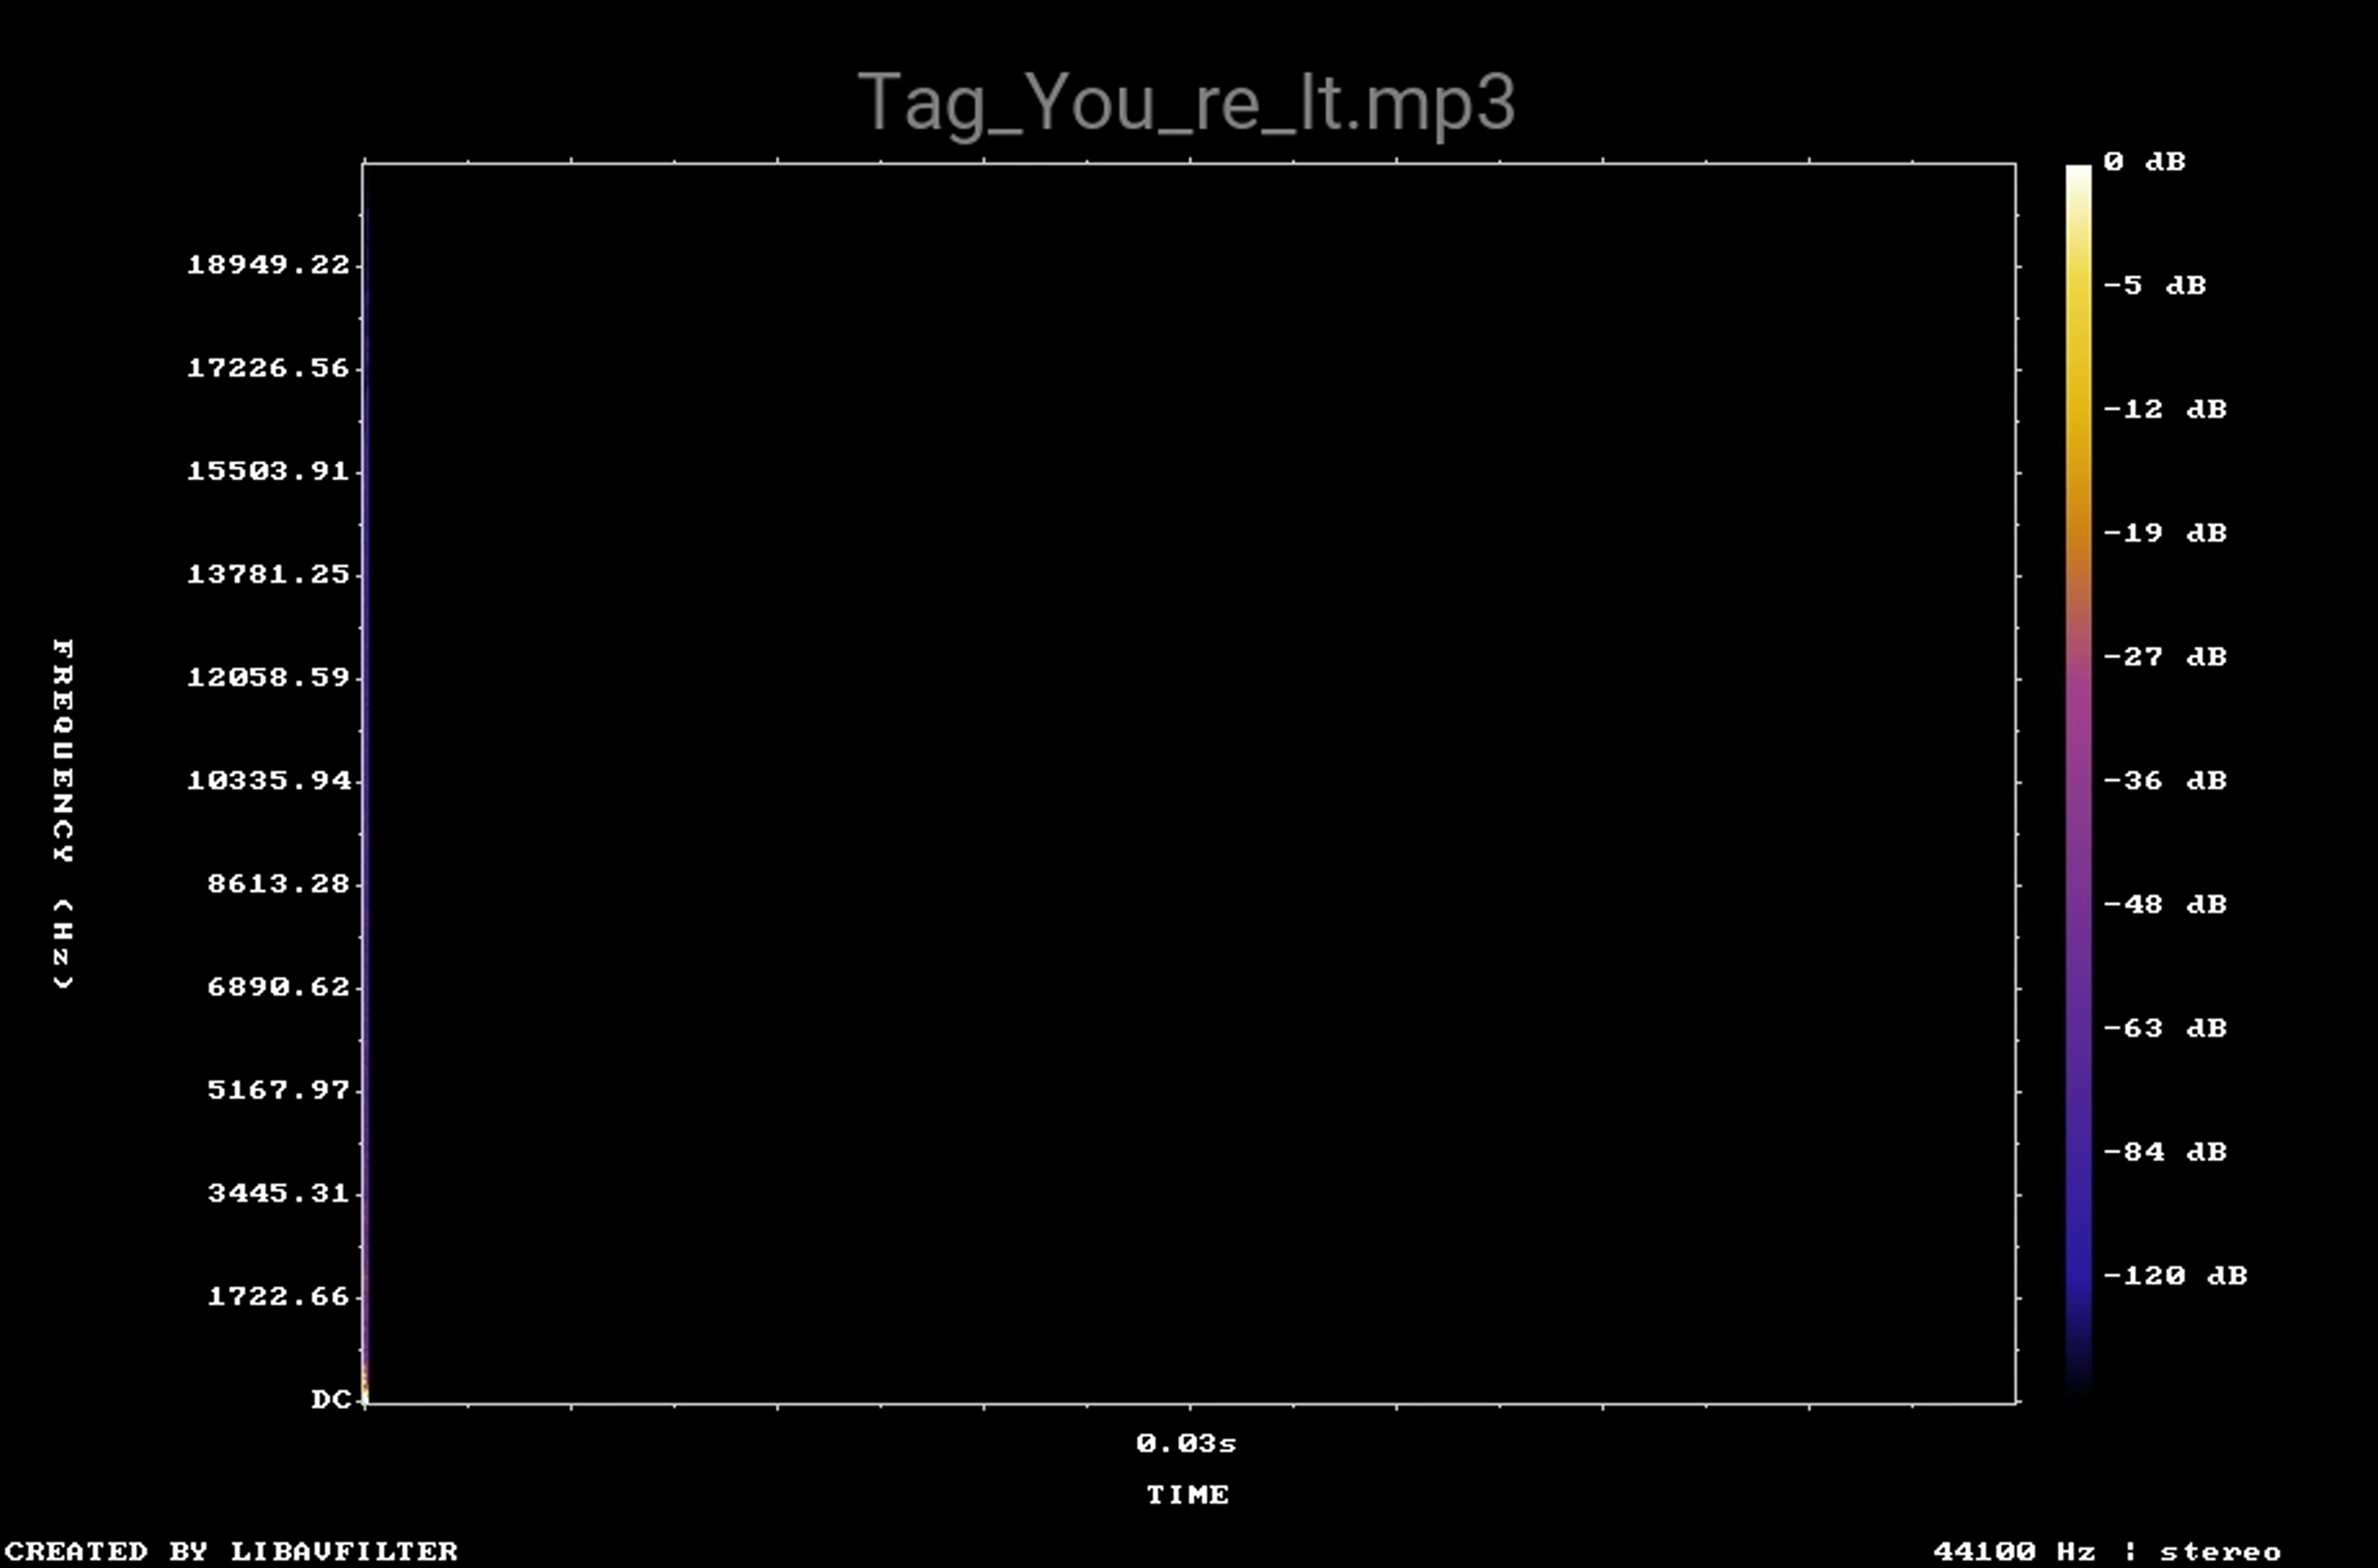 Tag_You_re_It.mp3
0 dB
18949.22
-5 dB
17226.56
-12 dB
15503.91
-19 dB
13781.25
-27 dB
12058.59
-36 dB
10335.94
-48 dB
8613.28
-63 dB
6890.62
-84 dB
5167.97
-120 dB
3445.31
1722.66
DC
FREQUENCY (Hz)
0.03s
TIME
CREATED BY LIBAVFILTER
44100 Hz | stereo